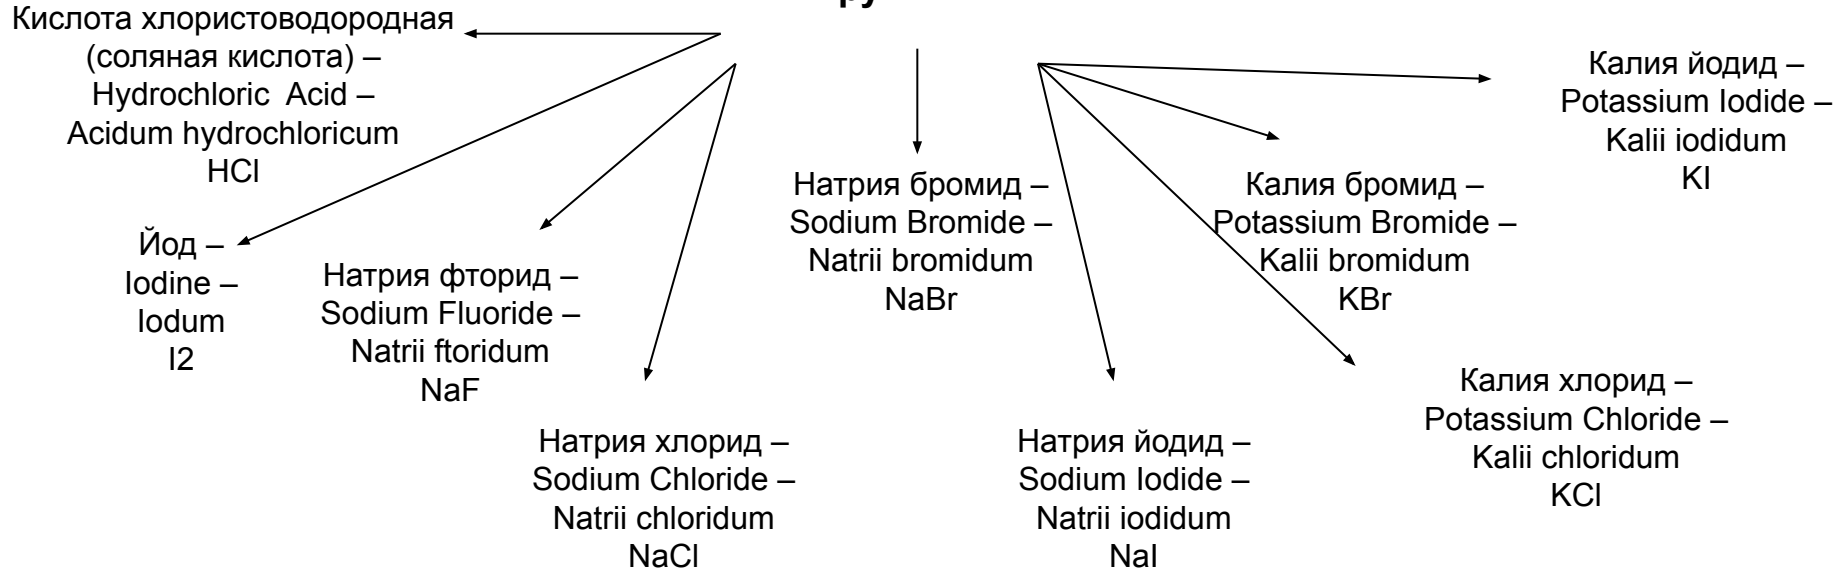 Кислота хлористоводородная
(соляная кислота) –
Hydrochloric Acid –
Acidum hydrochloricum
HCl
Йод –
Iodine –
Iodum
I2
Натрия фторид –
Sodium Fluoride –
Natrii ftoridum
NaF
Натрия хлорид –
Sodium Chloride –
Natrii chloridum
NaCl
Натрия бромид –
Sodium Bromide –
Natrii bromidum
NaBr
Натрия йодид –
Sodium Iodide –
Natrii iodidum
NaI
Калия бромид –
Potassium Bromide –
Kalii bromidum
KBr
Калия хлорид –
Potassium Chloride –
Kalii chloridum
KCl
Калия йодид –
Potassium Iodide –
Kalii iodidum
KI